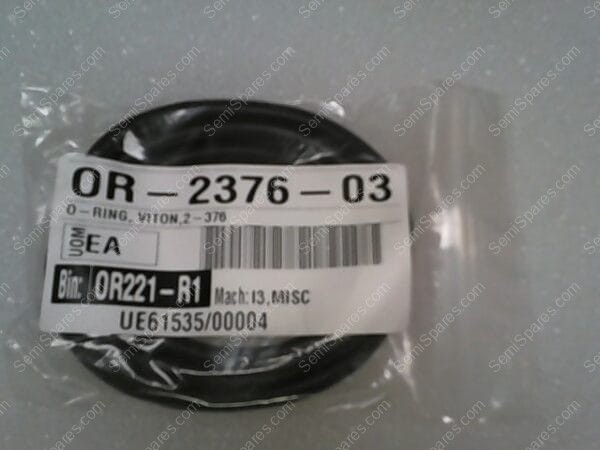 OR-2376-03
O-RING, VITON,2-376
UOM EA
Bin: OR221-R1 Mach: I3,MISC
UE61535/00004
SemiSpares.com